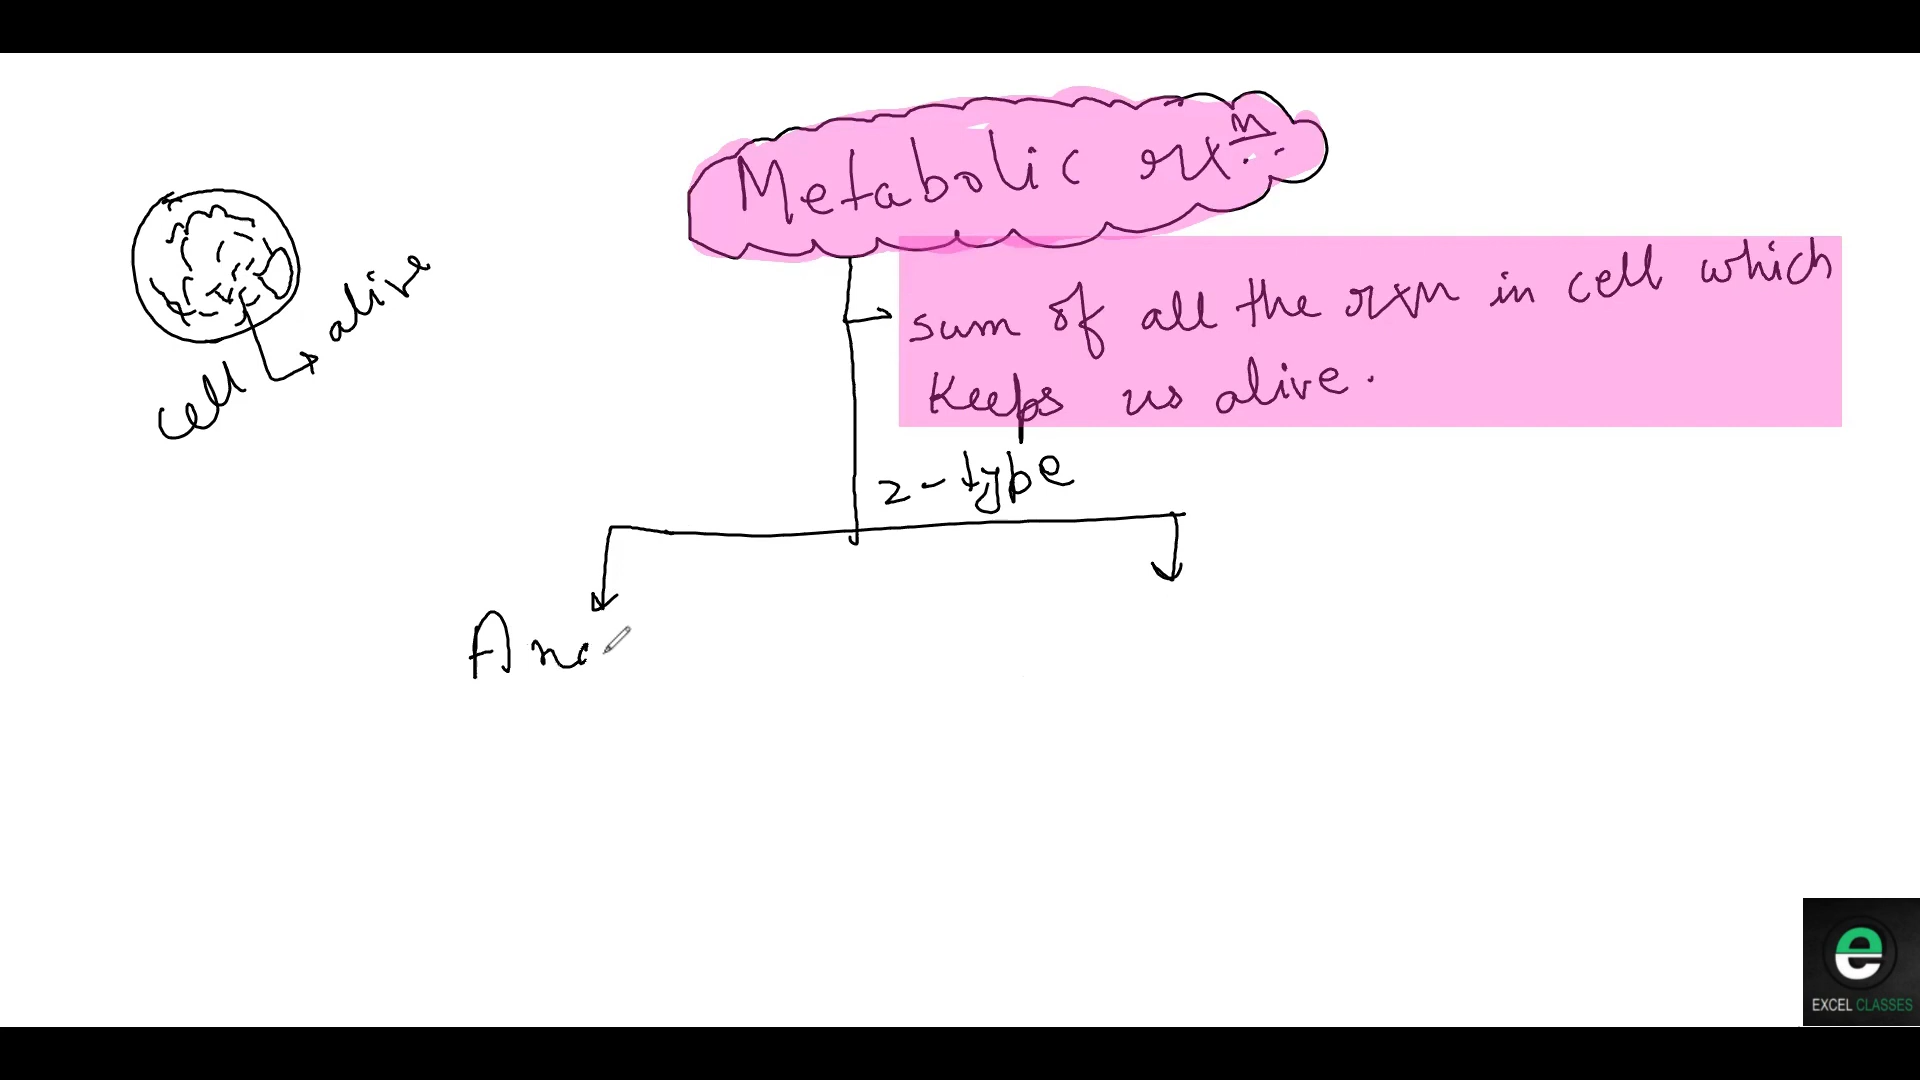 Metabolic rxn
sum of all the rxn in cell which
keeps us alive.
alive
cell
2-type
Ana
EXCEL CLASSES